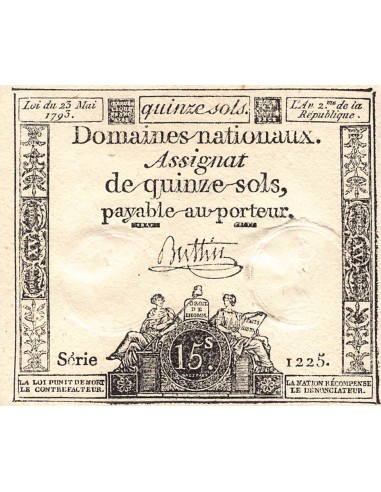 Loi du 23 Mai
1793.
quinze sols.
L'An 2.me de la
République.
Domaines nationaux.
Assignat
de quinze sols,
payable au porteur.
Buttin
DROIT
DE
L'HOMME
15.s
Série
1225.
LA LOI PUNIT DE MORT
LE CONTREFACTEUR.
LA NATION RÉCOMPENSE
LE DÉNONCIATEUR.